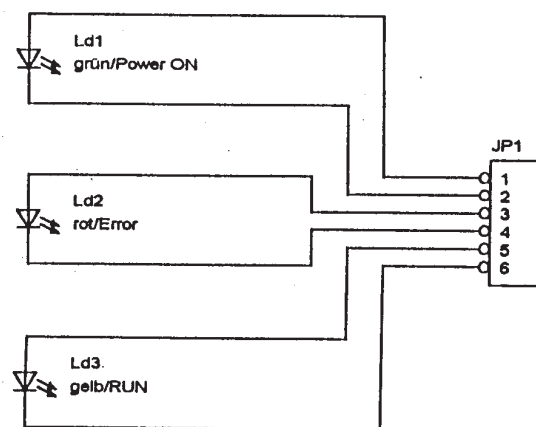 Ld1
grün/Power ON
JP1
1
2
Ld2
rot/Error
3
4
5
6
Ld3.
gelb/RUN